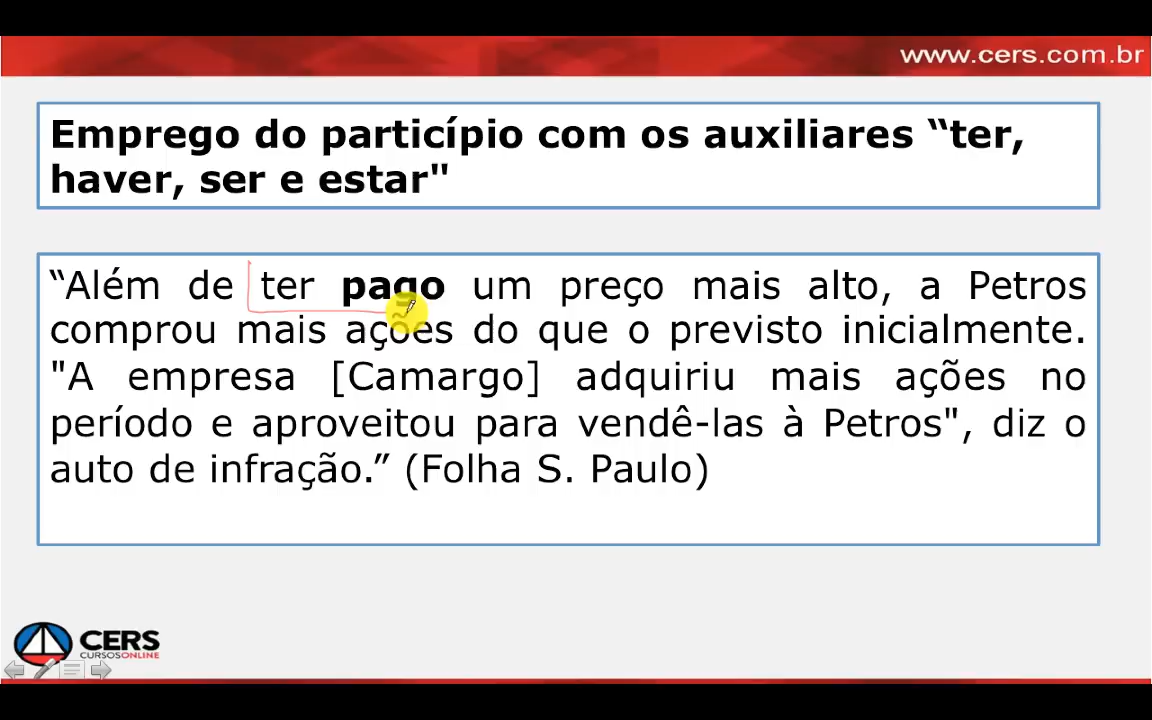 www.cers.com.br
Emprego do particípio com os auxiliares “ter,
haver, ser e estar"
“Além de ter pago um preço mais alto, a Petros
comprou mais ações do que o previsto inicialmente.
"A empresa [Camargo] adquiriu mais ações no
período e aproveitou para vendê-las à Petros", diz o
auto de infração.” (Folha S. Paulo)
CERS
CURSOSONLINE